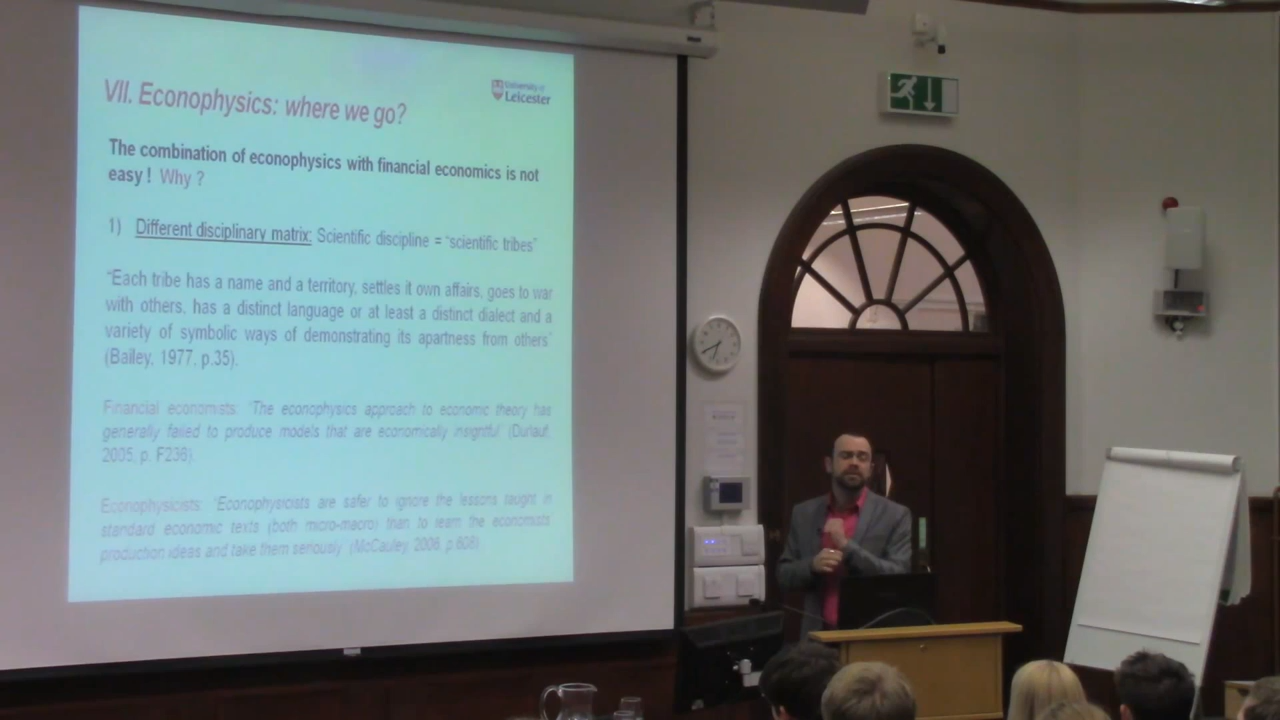 VII. Econophysics: where we go?
University of
Leicester
The combination of econophysics with financial economics is not
easy ! Why ?
1) Different disciplinary matrix: Scientific discipline = "scientific tribes"
"Each tribe has a name and a territory, settles it own affairs, goes to war
with others, has a distinct language or at least a distinct dialect and a
variety of symbolic ways of demonstrating its apartness from others"
(Bailey, 1977, p.35).
Financial economists: "The econophysics approach to economic theory has
generally failed to produce models that are economically insightful" (Durlauf,
2005, p. F236).
Econophysicists: "Econophysicists are safer to ignore the lessons taught in
standard economic texts (both micro-macro) than to learn the economists
production ideas and take them seriously" (McCauley, 2006, p.608)